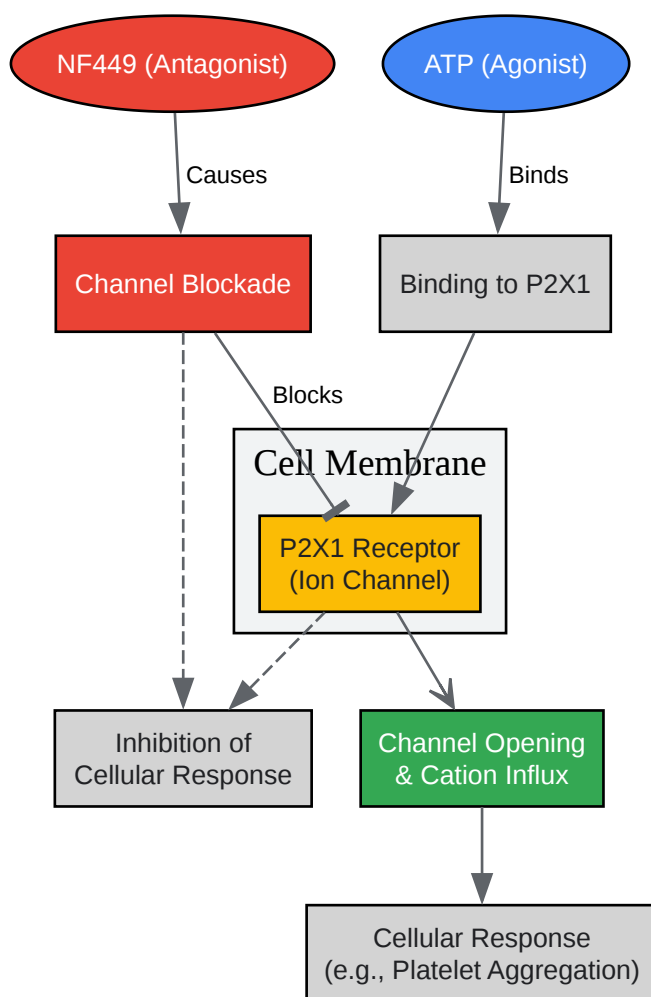 NF449 (Antagonist)
ATP (Agonist)
Causes
Binds
Channel Blockade
Binding to P2X1
Blocks
Cell Membrane
P2X1 Receptor
(Ion Channel)
Inhibition of
Cellular Response
Channel Opening
& Cation Influx
Cellular Response
(e.g., Platelet Aggregation)